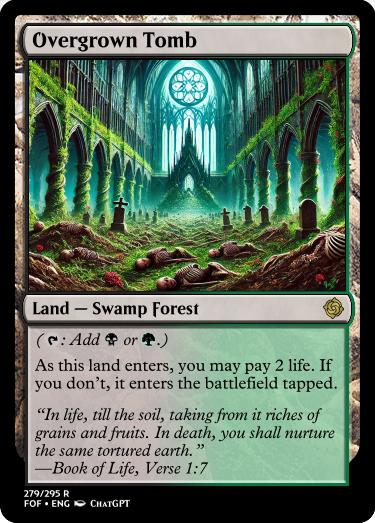 Overgrown Tomb
Land — Swamp Forest
( : Add or .)
As this land enters, you may pay 2 life. If
you don't, it enters the battlefield tapped.
“In life, till the soil, taking from it riches of
grains and fruits. In death, you shall nurture
the same tortured earth.”
—Book of Life, Verse 1:7
279/295 R
FOF • ENG ChatGPT